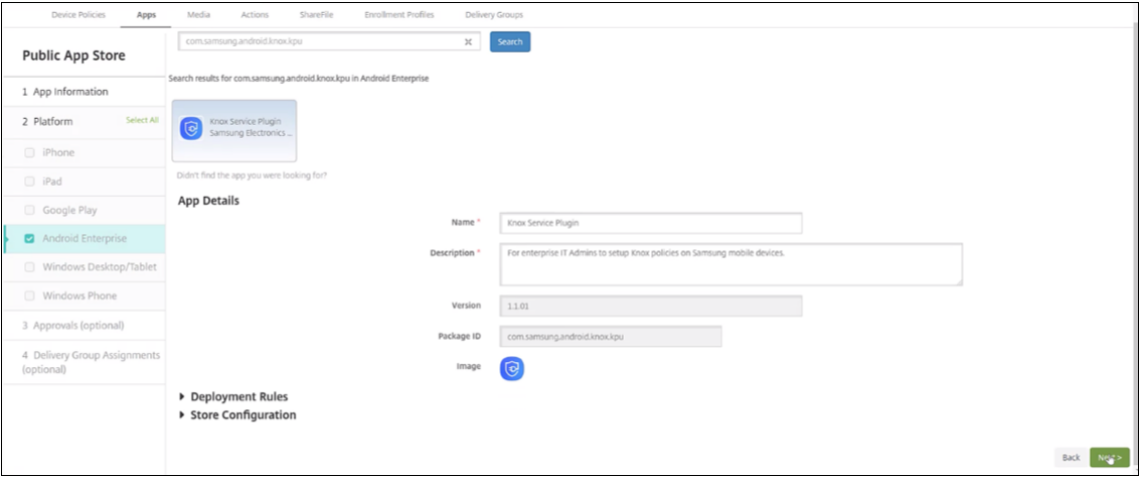 Device Policies Apps Media Actions ShareFile Enrollment Profiles Delivery Groups
Public App Store
1 App Information
2 Platform Select All
iPhone
iPad
Google Play
Android Enterprise
Windows Desktop/Tablet
Windows Phone
3 Approvals (optional)
4 Delivery Group Assignments
(optional)
com.samsung.android.knox.kpu × Search
Search results for com.samsung.android.knox.kpu in Android Enterprise
Knox Service Plugin
Samsung Electronics ...
Didn't find the app you were looking for?
App Details
Name * Knox Service Plugin
Description * For enterprise IT Admins to setup Knox policies on Samsung mobile devices.
Version 1.1.01
Package ID com.samsung.android.knox.kpu
Image
Deployment Rules
Store Configuration
Back Next >